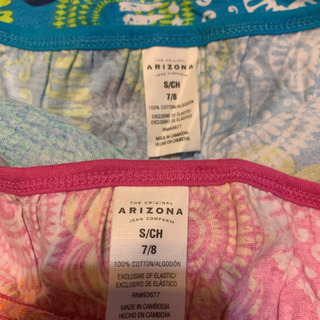 THE ORIGINAL
ARIZONA
JEAN COMPANY®
S/CH
7/8
100% COTTON/ALGODÓN
EXCLUSIVE OF ELASTIC/
EXCLUSIVO DE ELÁSTICO
RN#93677
MADE IN CAMBODIA
HECHO EN CAMBOYA
THE ORIGINAL
ARIZONA
JEAN COMPANY®
S/CH
7/8
100% COTTON/ALGODÓN
EXCLUSIVE OF ELASTIC/
EXCLUSIVO DE ELÁSTICO
RN#93677
MADE IN CAMBODIA
HECHO EN CAMBOYA